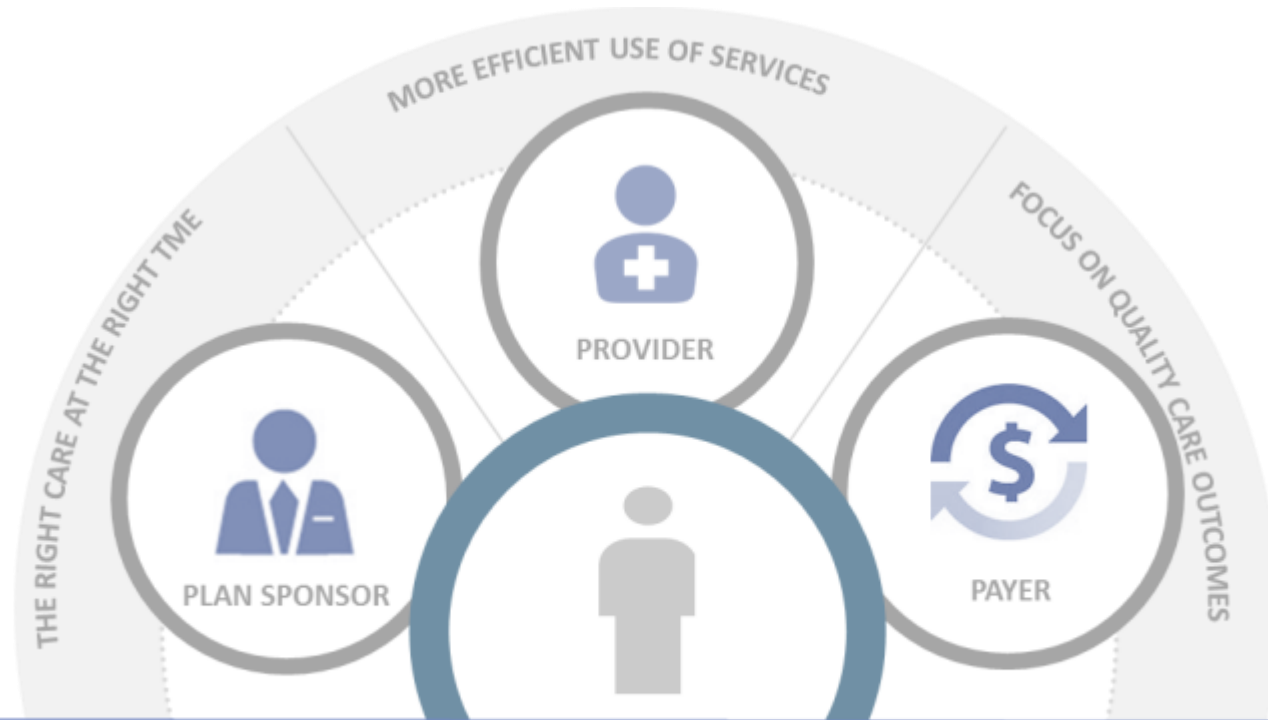 MORE EFFICIENT USE OF SERVICES
THE RIGHT CARE AT THE RIGHT TME
FOCUS ON QUALITY CARE OUTCOMES
PROVIDER
PLAN SPONSOR
$
PAYER